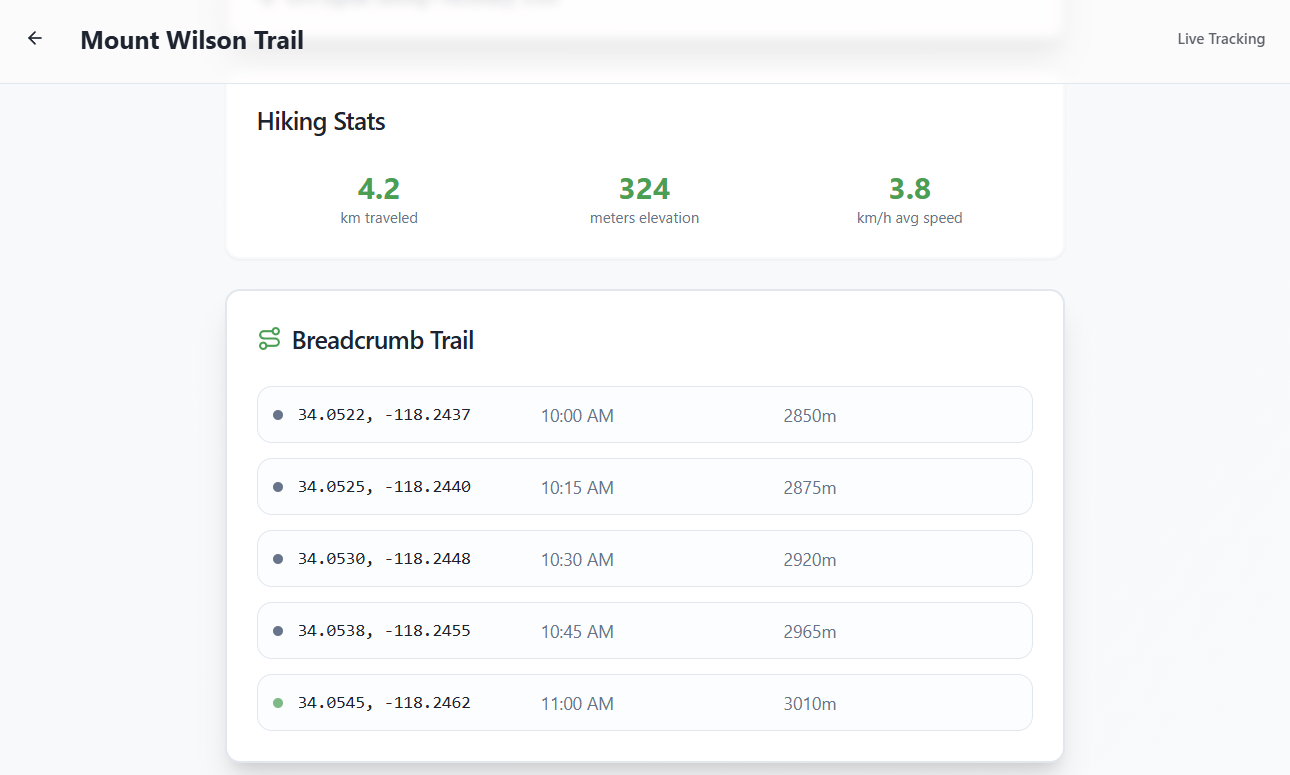 Mount Wilson Trail
Live Tracking
Hiking Stats
4.2
km traveled
324
meters elevation
3.8
km/h avg speed
Breadcrumb Trail
34.0522, -118.2437 10:00 AM 2850m
34.0525, -118.2440 10:15 AM 2875m
34.0530, -118.2448 10:30 AM 2920m
34.0538, -118.2455 10:45 AM 2965m
34.0545, -118.2462 11:00 AM 3010m